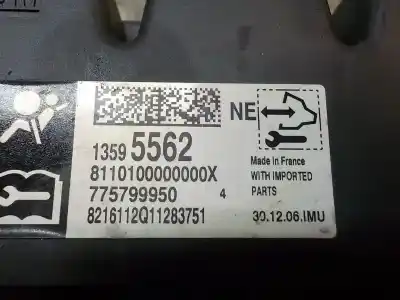 NE
1359 5562
8110100000000X
775799950 4
8216112Q11283751
Made in France
WITH IMPORTED
PARTS
30.12.06.IMU